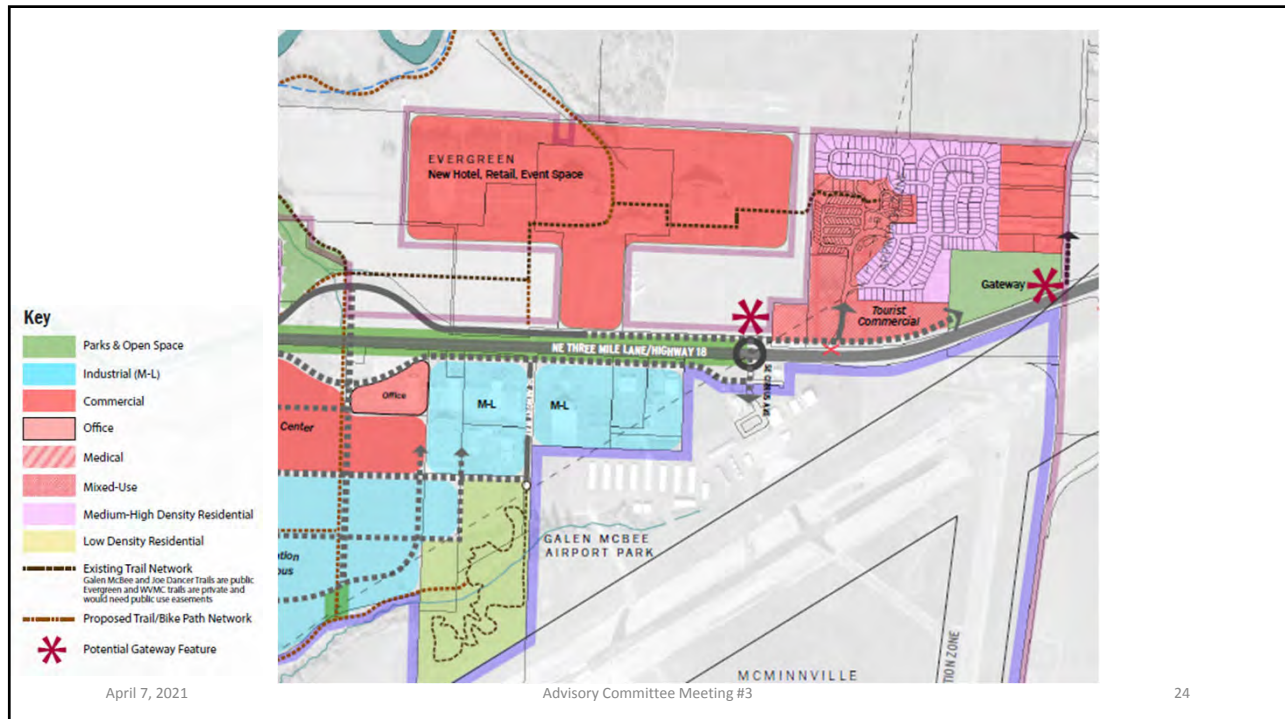 EVERGREEN
New Hotel, Retail, Event Space
Gateway
Tourist
Commercial
NE THREE MILE LANE/HIGHWAY 18
Office
M-L
M-L
Center
GALEN MCBEE
AIRPORT PARK
MCMINNVILLE
TION ZONE
Key
Parks & Open Space
Industrial (M-L)
Commercial
Office
Medical
Mixed-Use
Medium-High Density Residential
Low Density Residential
Existing Trail Network
Galen McBee and Joe Dancer Trails are public
Evergreen and WVMC trails are private and
would need public use easements
Proposed Trail/Bike Path Network
Potential Gateway Feature
April 7, 2021
Advisory Committee Meeting #3
24